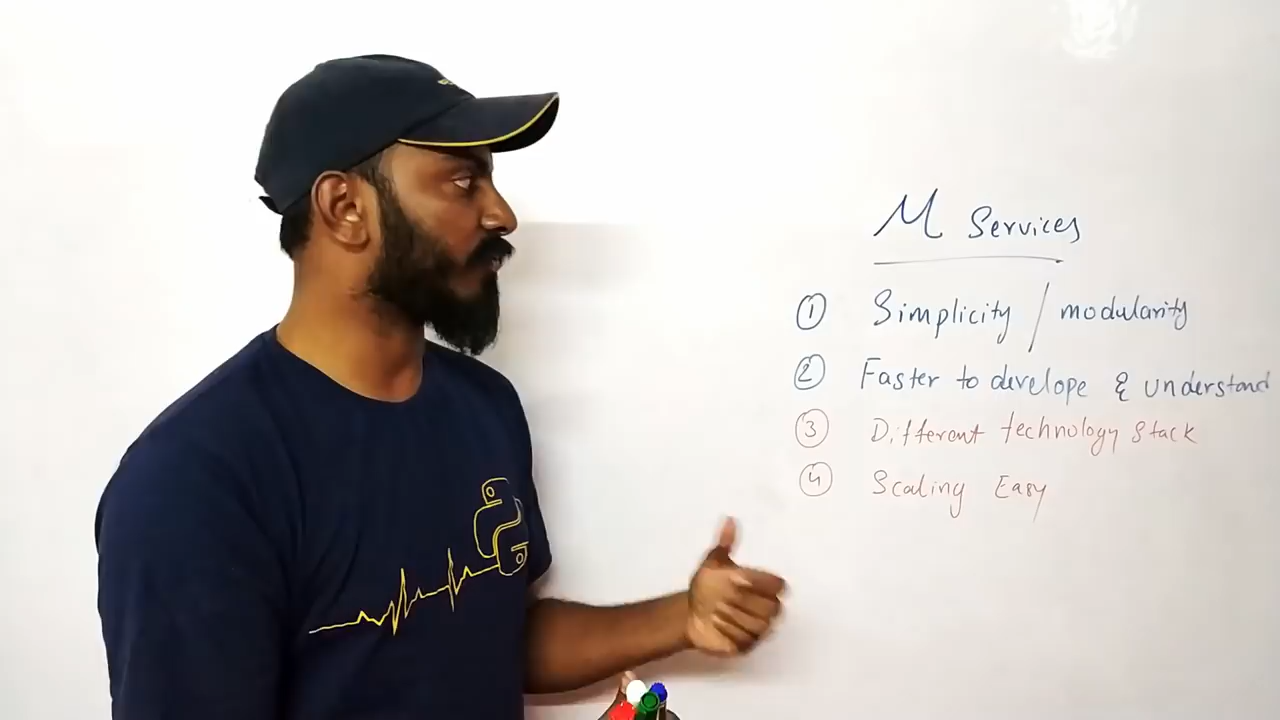 M Services
① Simplicity / modularity
② Faster to develope & understand
③ Different technology stack
④ Scaling Easy